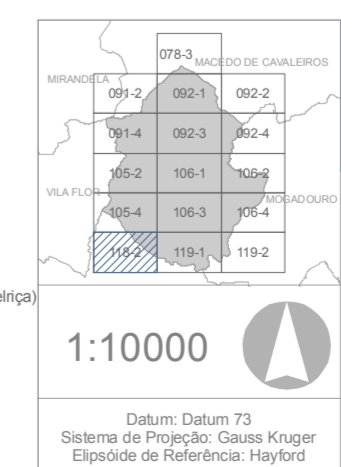 078-3
MACEDO DE CAVALEIROS
MIRANDELA
091-2 092-1 092-2
091-4 092-3 092-4
105-2 106-1 106-2
VILA FLOR
MOGADOURO
105-4 106-3 106-4
118-2 119-1 119-2
elriça)
1:10000
Datum: Datum 73
Sistema de Projeção: Gauss Kruger
Elipsóide de Referência: Hayford